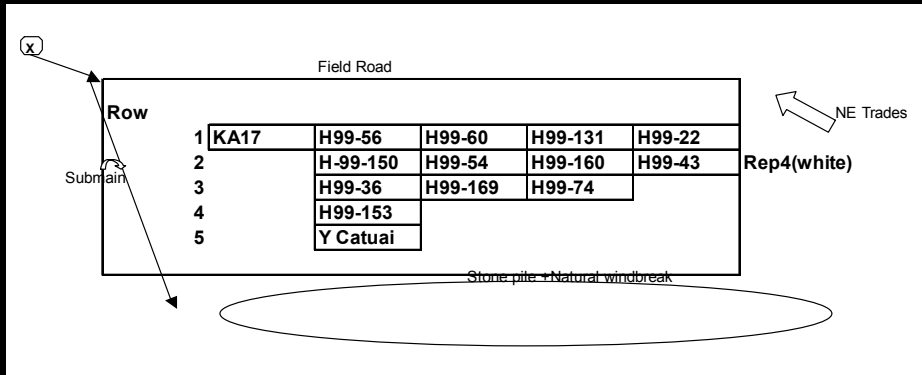 x
Field Road
NE Trades
Row
1 KA17 H99-56 H99-60 H99-131 H99-22
2 H-99-150 H99-54 H99-160 H99-43 Rep4(white)
Submain
3 H99-36 H99-169 H99-74
4 H99-153
5 Y Catuai
Stone pile +Natural windbreak